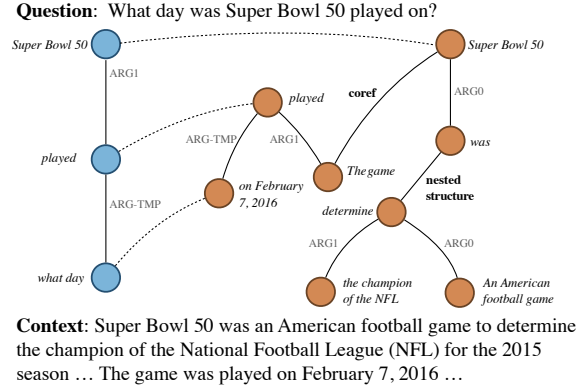 Question: What day was Super Bowl 50 played on?
Super Bowl 50
Super Bowl 50
ARG1
coref
ARG0
played
played
ARG-TMP
ARG1
was
The game
on February
7, 2016
nested
structure
ARG-TMP
determine
ARG1
ARG0
what day
the champion
of the NFL
An American
football game
Context: Super Bowl 50 was an American football game to determine
the champion of the National Football League (NFL) for the 2015
season … The game was played on February 7, 2016 …